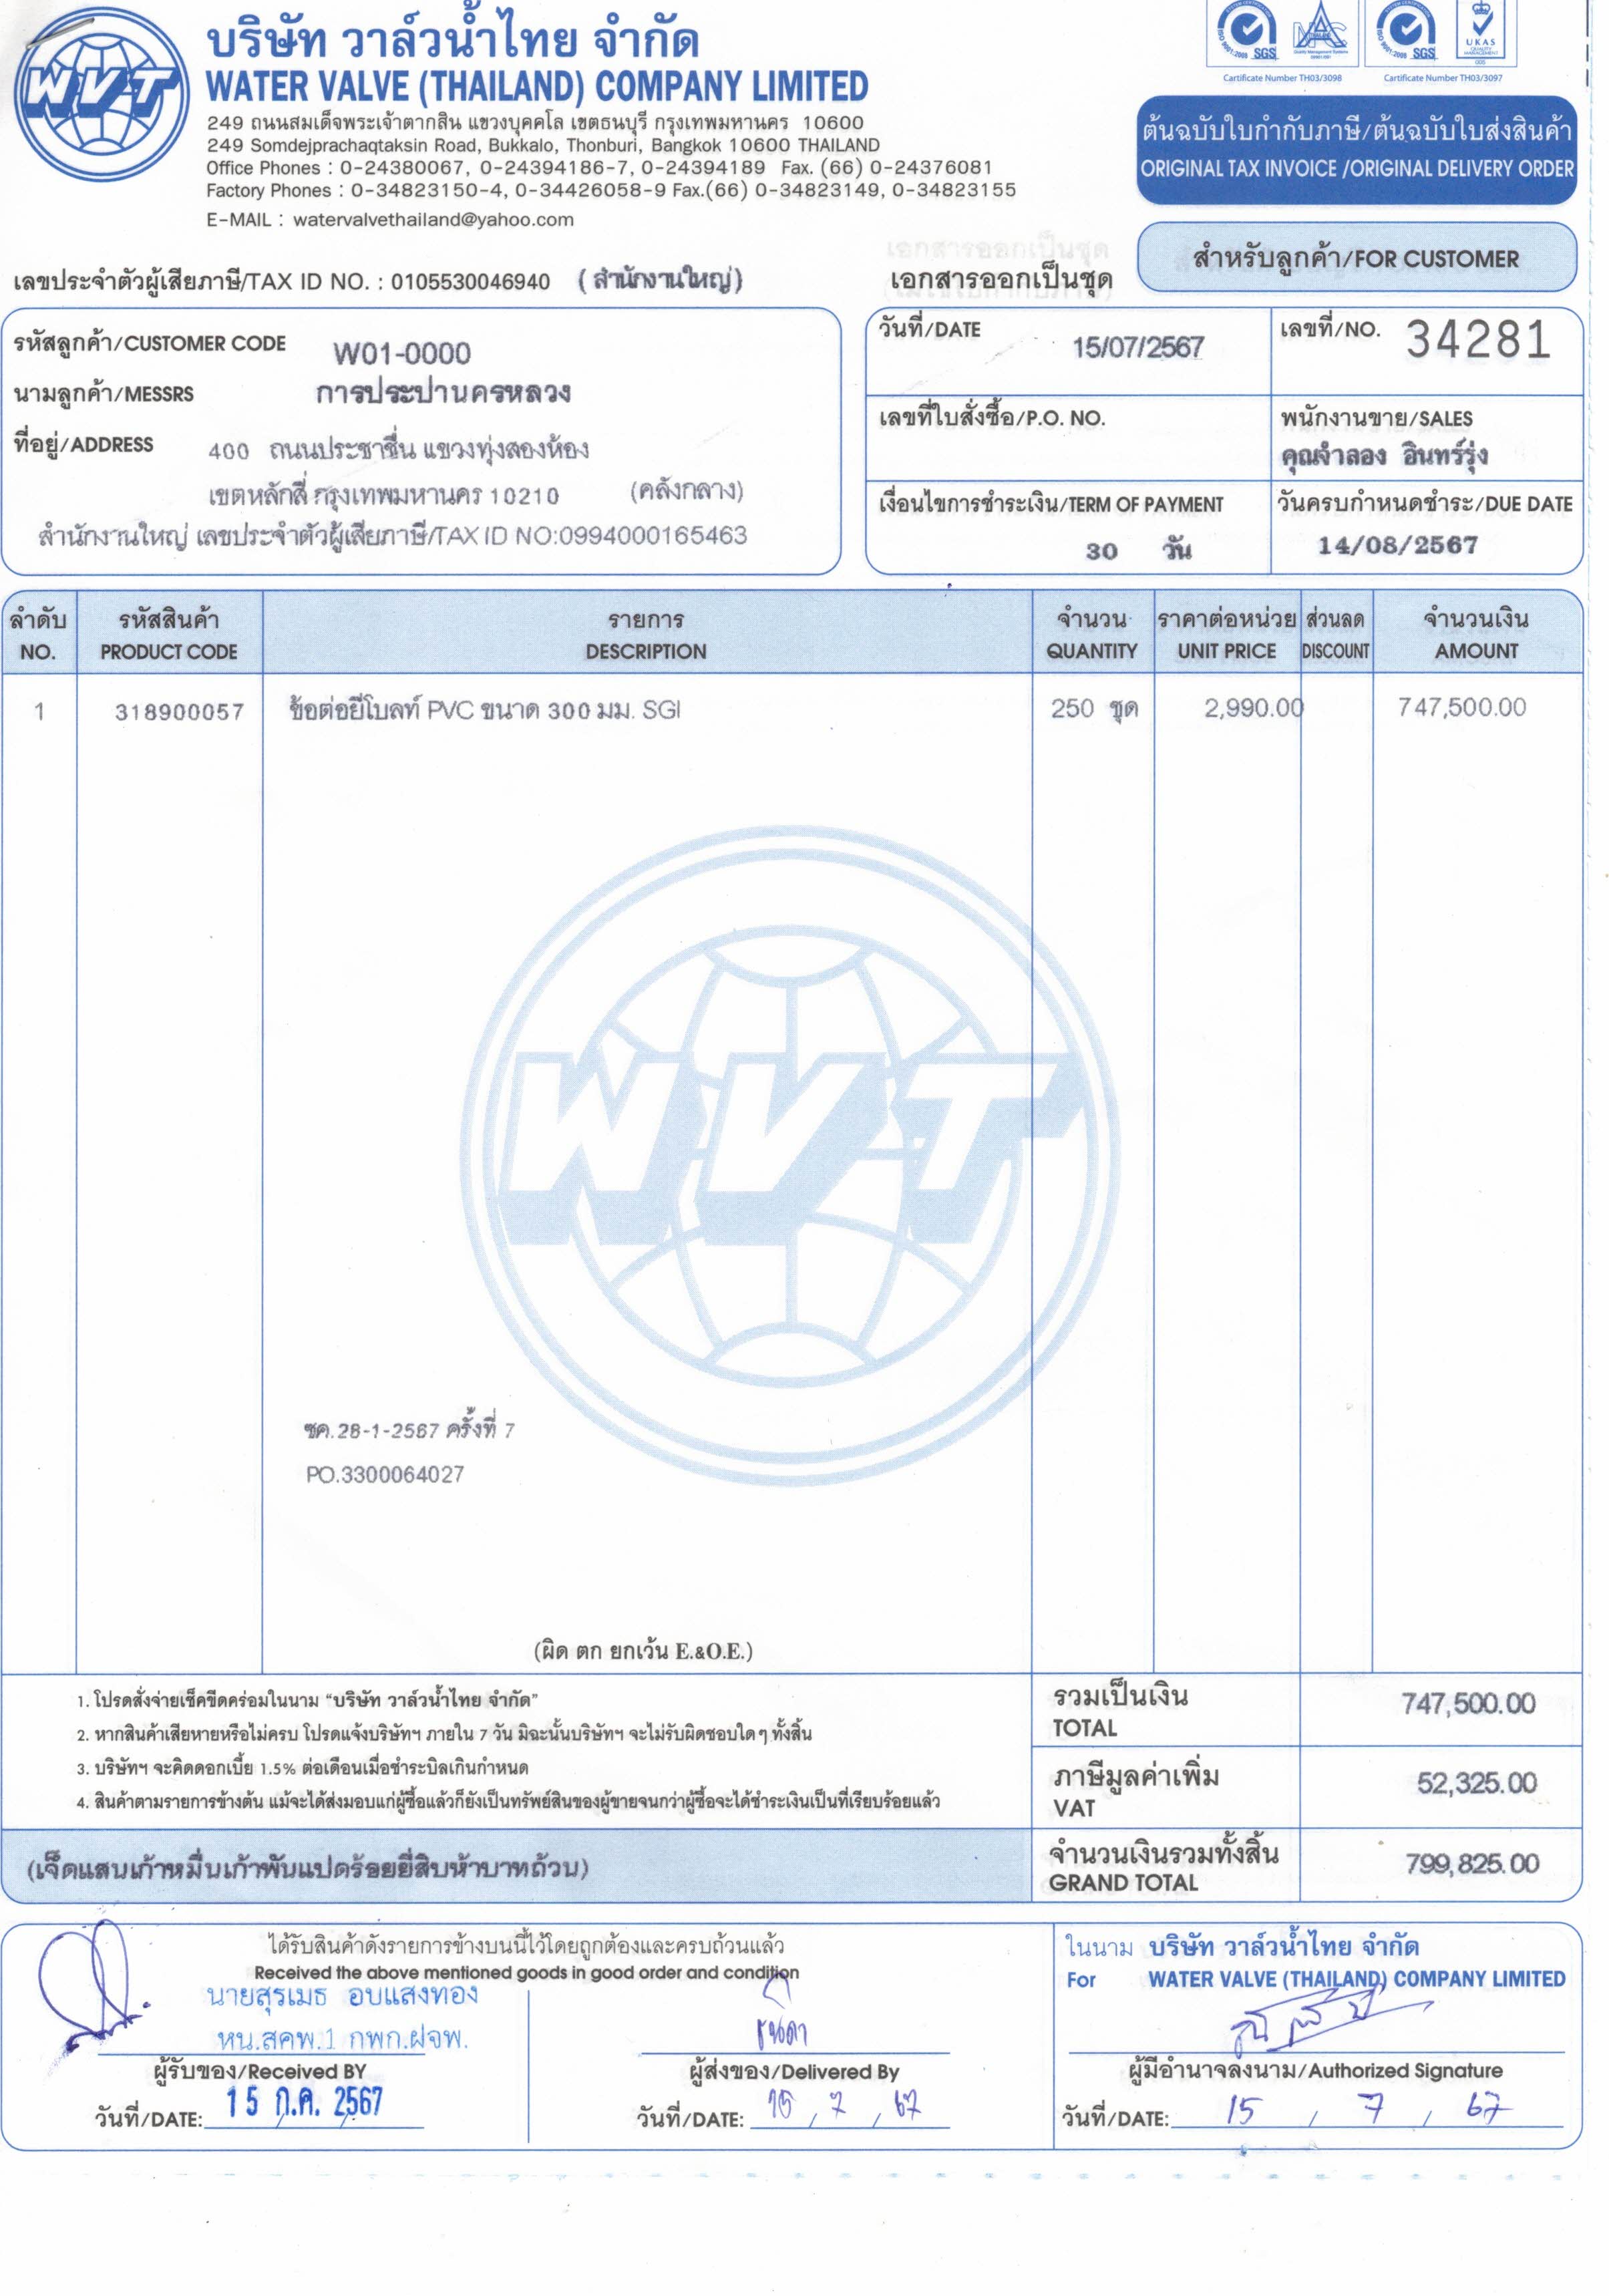 WVT
บริษัท วาล์วน้ำไทย จำกัด
WATER VALVE (THAILAND) COMPANY LIMITED
249 ถนนสมเด็จพระเจ้าตากสิน แขวงบุคคโล เขตธนบุรี กรุงเทพมหานคร 10600
249 Somdejprachaqtaksin Road, Bukkalo, Thonburi, Bangkok 10600 THAILAND
Office Phones : 0-24380067, 0-24394186-7, 0-24394189 Fax. (66) 0-24376081
Factory Phones : 0-34823150-4, 0-34426058-9 Fax.(66) 0-34823149, 0-34823155
E-MAIL : watervalvethailand@yahoo.com
SGS SGS UKAS
Certificate Number TH03/3098 Certificate Number TH03/3097
ต้นฉบับใบกำกับภาษี/ต้นฉบับใบส่งสินค้า
ORIGINAL TAX INVOICE /ORIGINAL DELIVERY ORDER
สำหรับลูกค้า/FOR CUSTOMER
เลขประจำตัวผู้เสียภาษี/TAX ID NO. : 0105530046940 (สำนักงานใหญ่) เอกสารออกเป็นชุด
รหัสลูกค้า/CUSTOMER CODE W01-0000
นามลูกค้า/MESSRS การประปานครหลวง
ที่อยู่/ADDRESS 400 ถนนประชาชื่น แขวงทุ่งสองห้อง
เขตหลักสี่ กรุงเทพมหานคร 10210 (คลังกลาง)
สำนักงานใหญ่ เลขประจำตัวผู้เสียภาษี/TAX ID NO:0994000165463
วันที่/DATE 15/07/2567
เลขที่/NO. 34281
เลขที่ใบสั่งซื้อ/P.O. NO.
พนักงานขาย/SALES
คุณจำลอง อินทร์รุ่ง
เงื่อนไขการชำระเงิน/TERM OF PAYMENT
30 วัน
วันครบกำหนดชำระ/DUE DATE
14/08/2567
ลำดับ รหัสสินค้า รายการ จำนวน ราคาต่อหน่วย ส่วนลด จำนวนเงิน
NO. PRODUCT CODE DESCRIPTION QUANTITY UNIT PRICE DISCOUNT AMOUNT
1 318900057 ข้อต่อยีโบลท์ PVC ขนาด 300 มม. SGI 250 ชุด 2,990.00 747,500.00
WVT
ซค.28-1-2567 ครั้งที่ 7
PO.3300064027
(ผิด ตก ยกเว้น E.&O.E.)
1. โปรดสั่งจ่ายเช็คขีดคร่อมในนาม "บริษัท วาล์วน้ำไทย จำกัด"
2. หากสินค้าเสียหายหรือไม่ครบ โปรดแจ้งบริษัทฯ ภายใน 7 วัน มิฉะนั้นบริษัทฯ จะไม่รับผิดชอบใดๆ ทั้งสิ้น
3. บริษัทฯ จะคิดดอกเบี้ย 1.5% ต่อเดือนเมื่อชำระบิลเกินกำหนด
4. สินค้าตามรายการข้างต้น แม้จะได้ส่งมอบแก่ผู้ซื้อแล้วก็ยังเป็นทรัพย์สินของผู้ขายจนกว่าผู้ซื้อจะได้ชำระเงินเป็นที่เรียบร้อยแล้ว
รวมเป็นเงิน 747,500.00
TOTAL
ภาษีมูลค่าเพิ่ม 52,325.00
VAT
(เจ็ดแสนเก้าหมื่นเก้าพันแปดร้อยยี่สิบห้าบาทถ้วน)
จำนวนเงินรวมทั้งสิ้น 799,825.00
GRAND TOTAL
ได้รับสินค้าดังรายการข้างบนนี้ไว้โดยถูกต้องและครบถ้วนแล้ว
Received the above mentioned goods in good order and condition
นายสุรเมธ อบแสงทอง
หน.สคพ.1 กพก.ฝจพ.
ผู้รับของ/Received BY
วันที่/DATE: 15 ก.ค. 2567
ผู้ส่งของ/Delivered By
วันที่/DATE: 15 / 7 / 67
ในนาม บริษัท วาล์วน้ำไทย จำกัด
For WATER VALVE (THAILAND) COMPANY LIMITED
ผู้มีอำนาจลงนาม/Authorized Signature
วันที่/DATE: 15 / 7 / 67